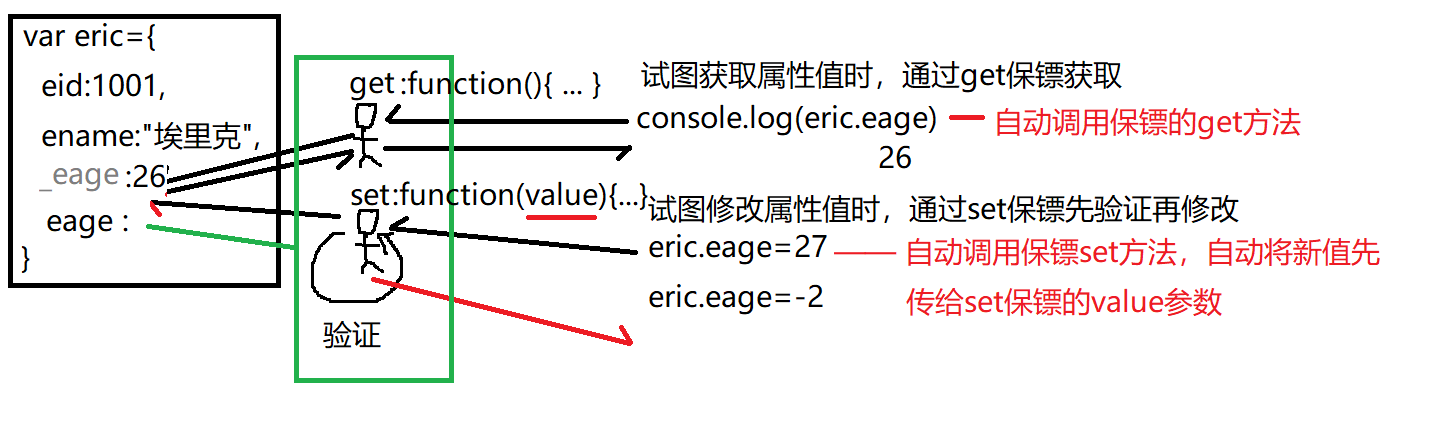 var eric={
eid:1001,
ename:"埃里克",
_eage:26,
eage:
}
get:function(){ ... }
试图获取属性值时，通过get保镖获取
console.log(eric.eage)
自动调用保镖的get方法
26
set:function(value){...}
试图修改属性值时，通过set保镖先验证再修改
eric.eage=27
自动调用保镖set方法，自动将新值先
eric.eage=-2
传给set保镖的value参数
验证